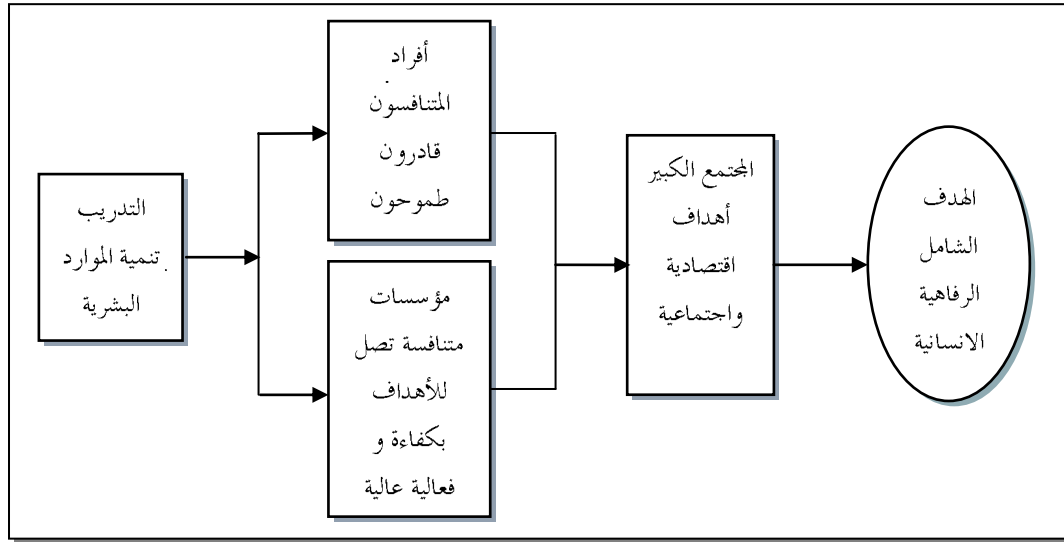 التدريب
تنمية الموارد
البشرية
أفراد
المتنافسون
قادرون
طموحون
مؤسسات
متنافسة تصل
للأهداف
بكفاءة و
فعالية عالية
المجتمع الكبير
أهداف
اقتصادية
واجتماعية
الهدف
الشامل
الرفاهية
الانسانية